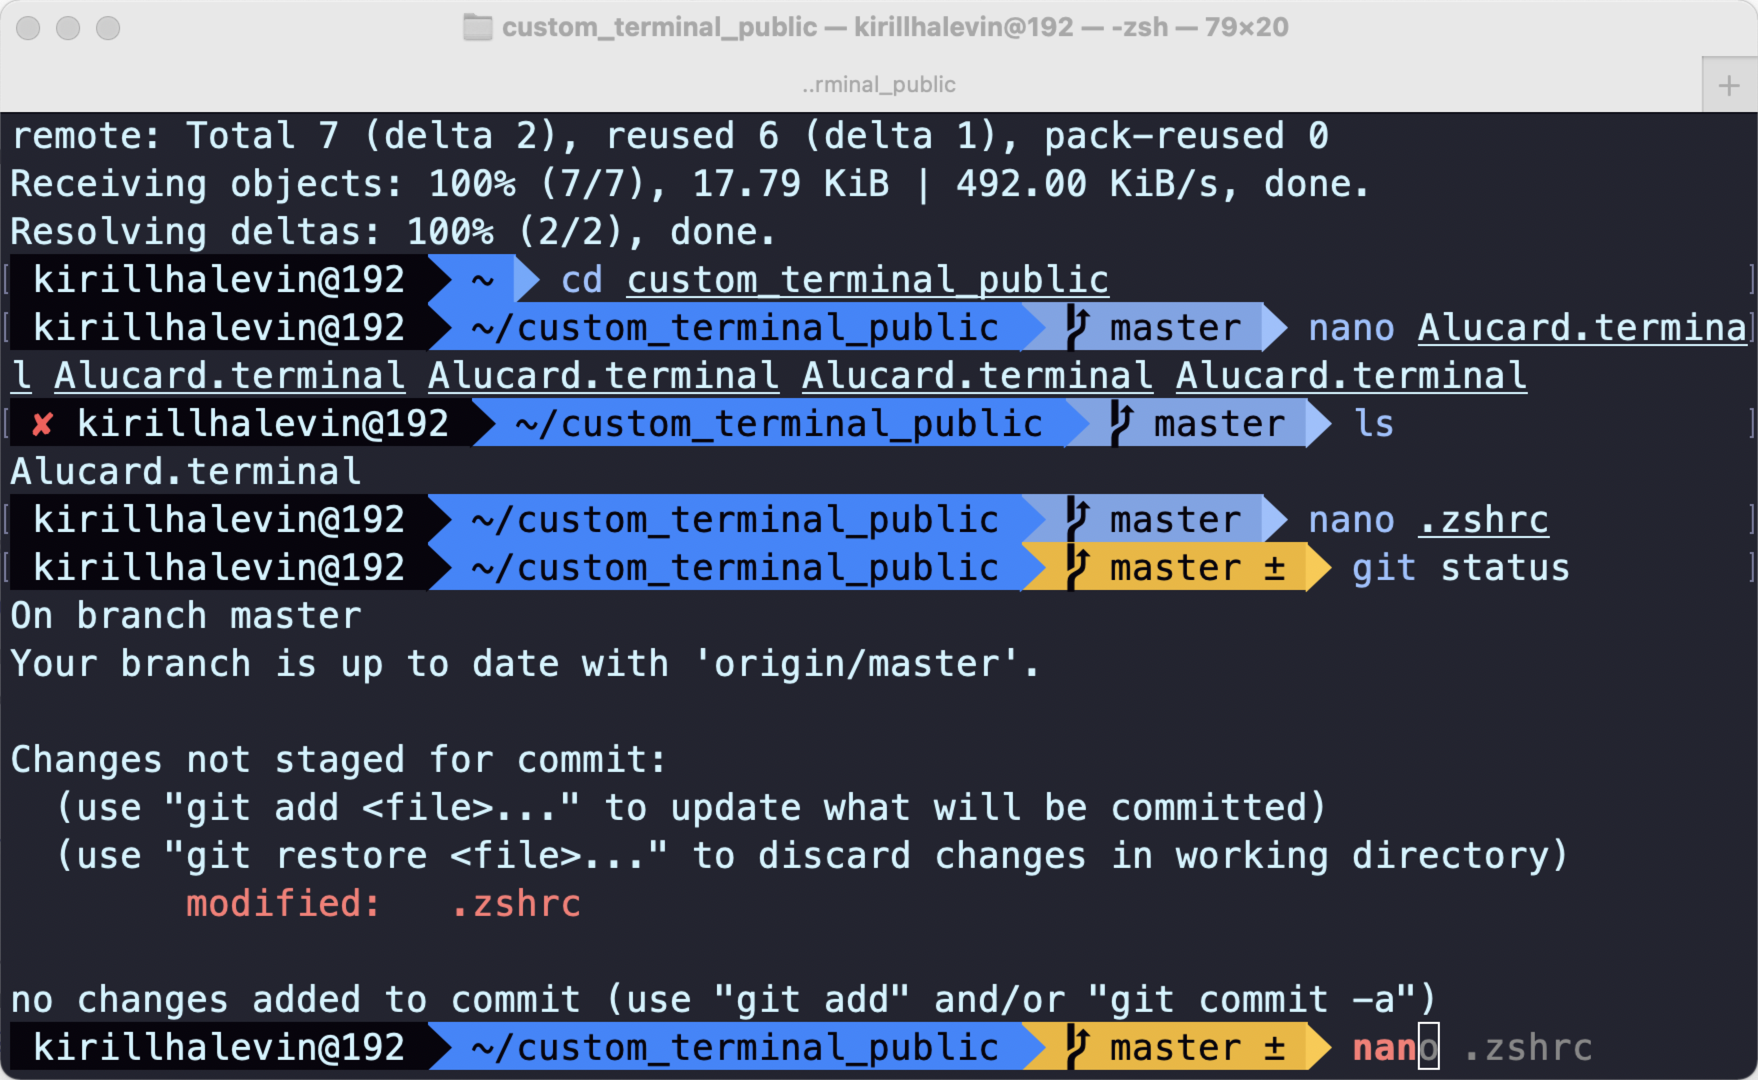 custom_terminal_public — kirillhalevin@192 — -zsh — 79×20
..rminal_public
+
remote: Total 7 (delta 2), reused 6 (delta 1), pack-reused 0
Receiving objects: 100% (7/7), 17.79 KiB | 492.00 KiB/s, done.
Resolving deltas: 100% (2/2), done.
[ kirillhalevin@192 ~ cd custom_terminal_public ]
[ kirillhalevin@192 ~/custom_terminal_public master nano Alucard.termina ]
l Alucard.terminal Alucard.terminal Alucard.terminal Alucard.terminal
[ ✘ kirillhalevin@192 ~/custom_terminal_public master ls ]
Alucard.terminal
[ kirillhalevin@192 ~/custom_terminal_public master nano .zshrc ]
[ kirillhalevin@192 ~/custom_terminal_public master ± git status ]
On branch master
Your branch is up to date with 'origin/master'.
Changes not staged for commit:
  (use "git add <file>..." to update what will be committed)
  (use "git restore <file>..." to discard changes in working directory)
        modified:   .zshrc
no changes added to commit (use "git add" and/or "git commit -a")
kirillhalevin@192 ~/custom_terminal_public master ± nano .zshrc